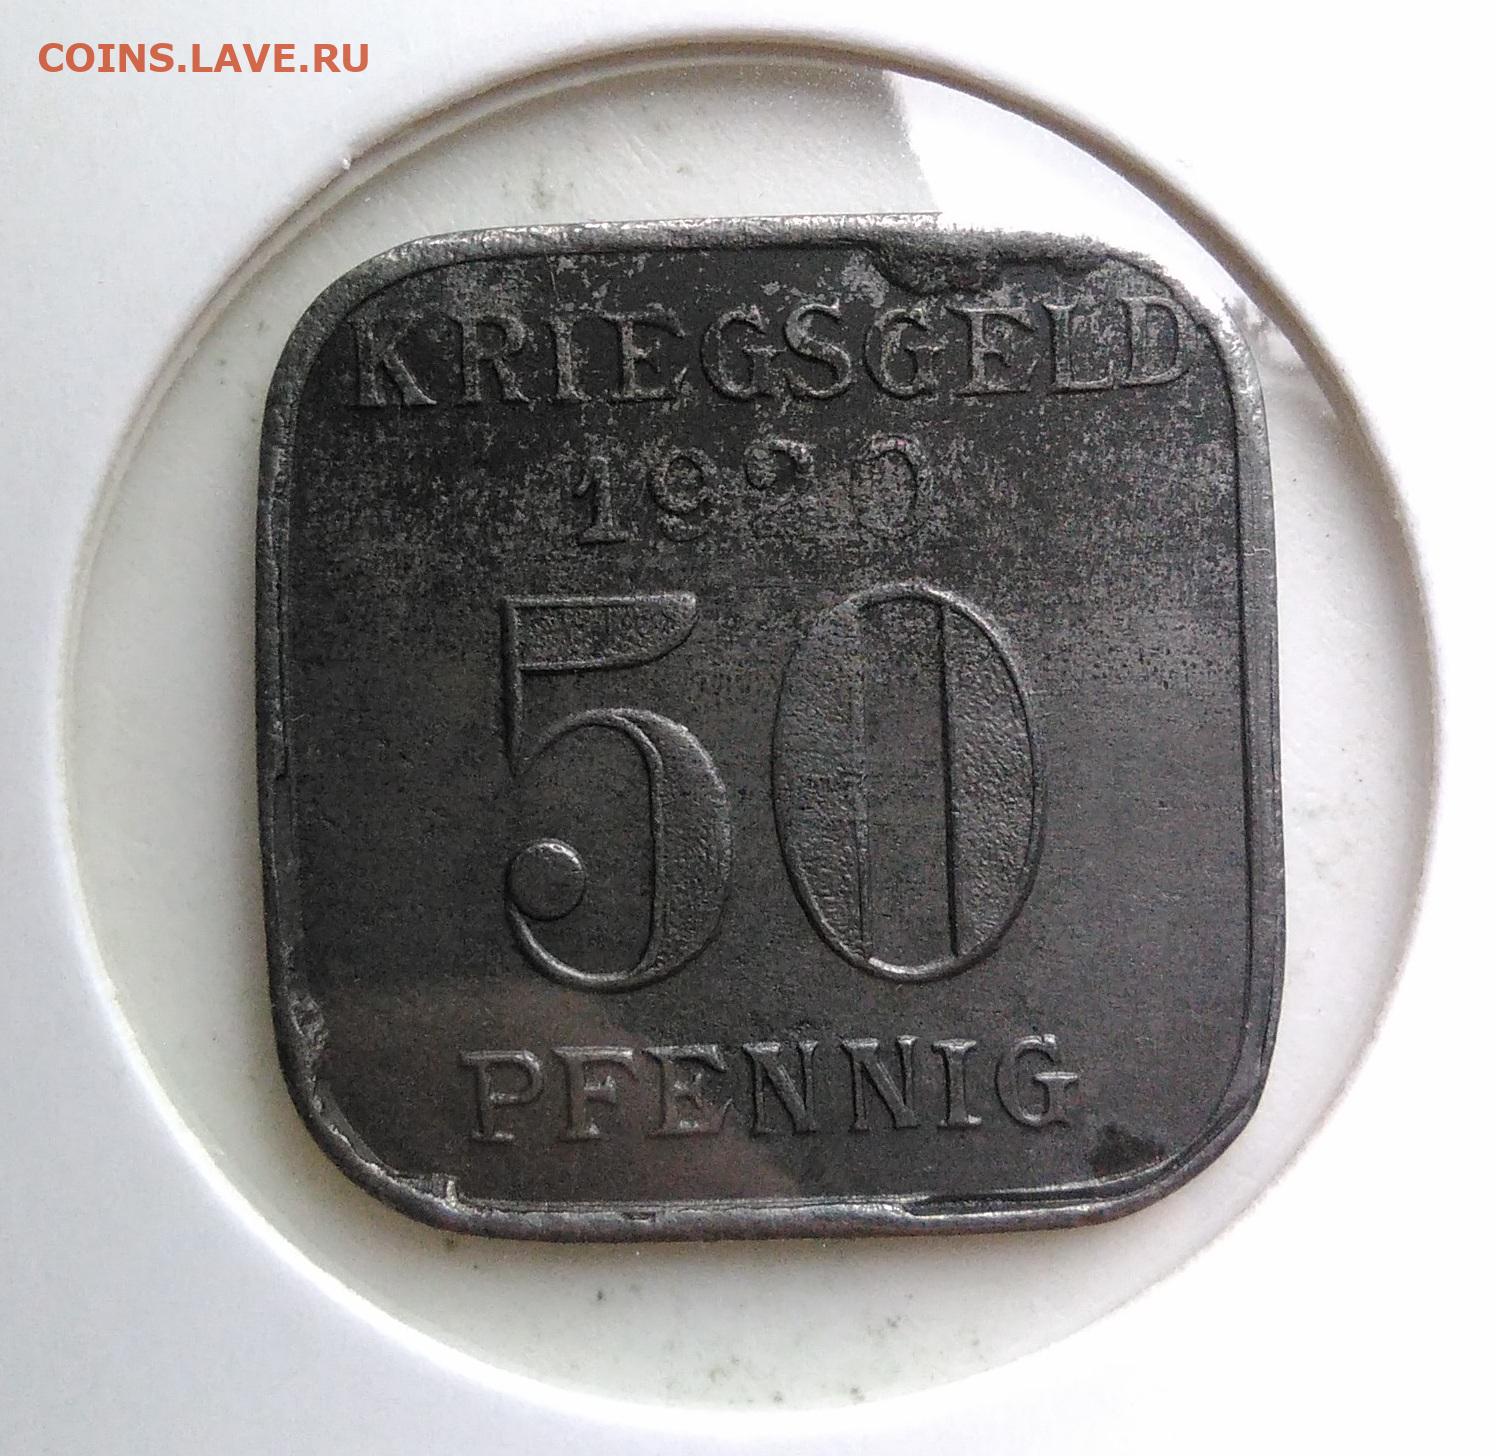 COINS.LAVE.RU
KRIEGSGELD
1920
50
PFENNIG